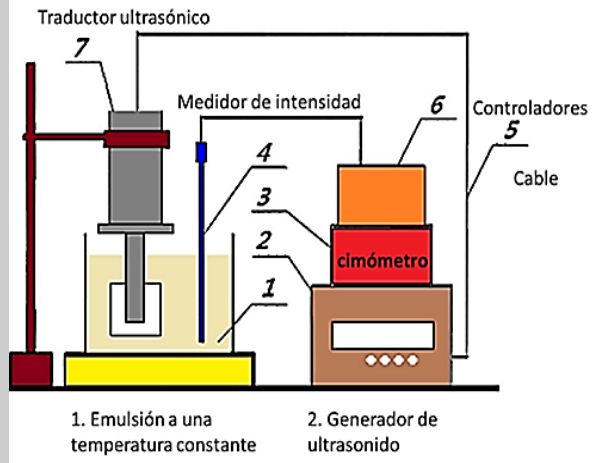 Traductor ultrasónico
7
Medidor de intensidad
6
Controladores
5
Cable
4
3
cimómetro
2
1
1. Emulsión a una
temperatura constante
2. Generador de
ultrasonido